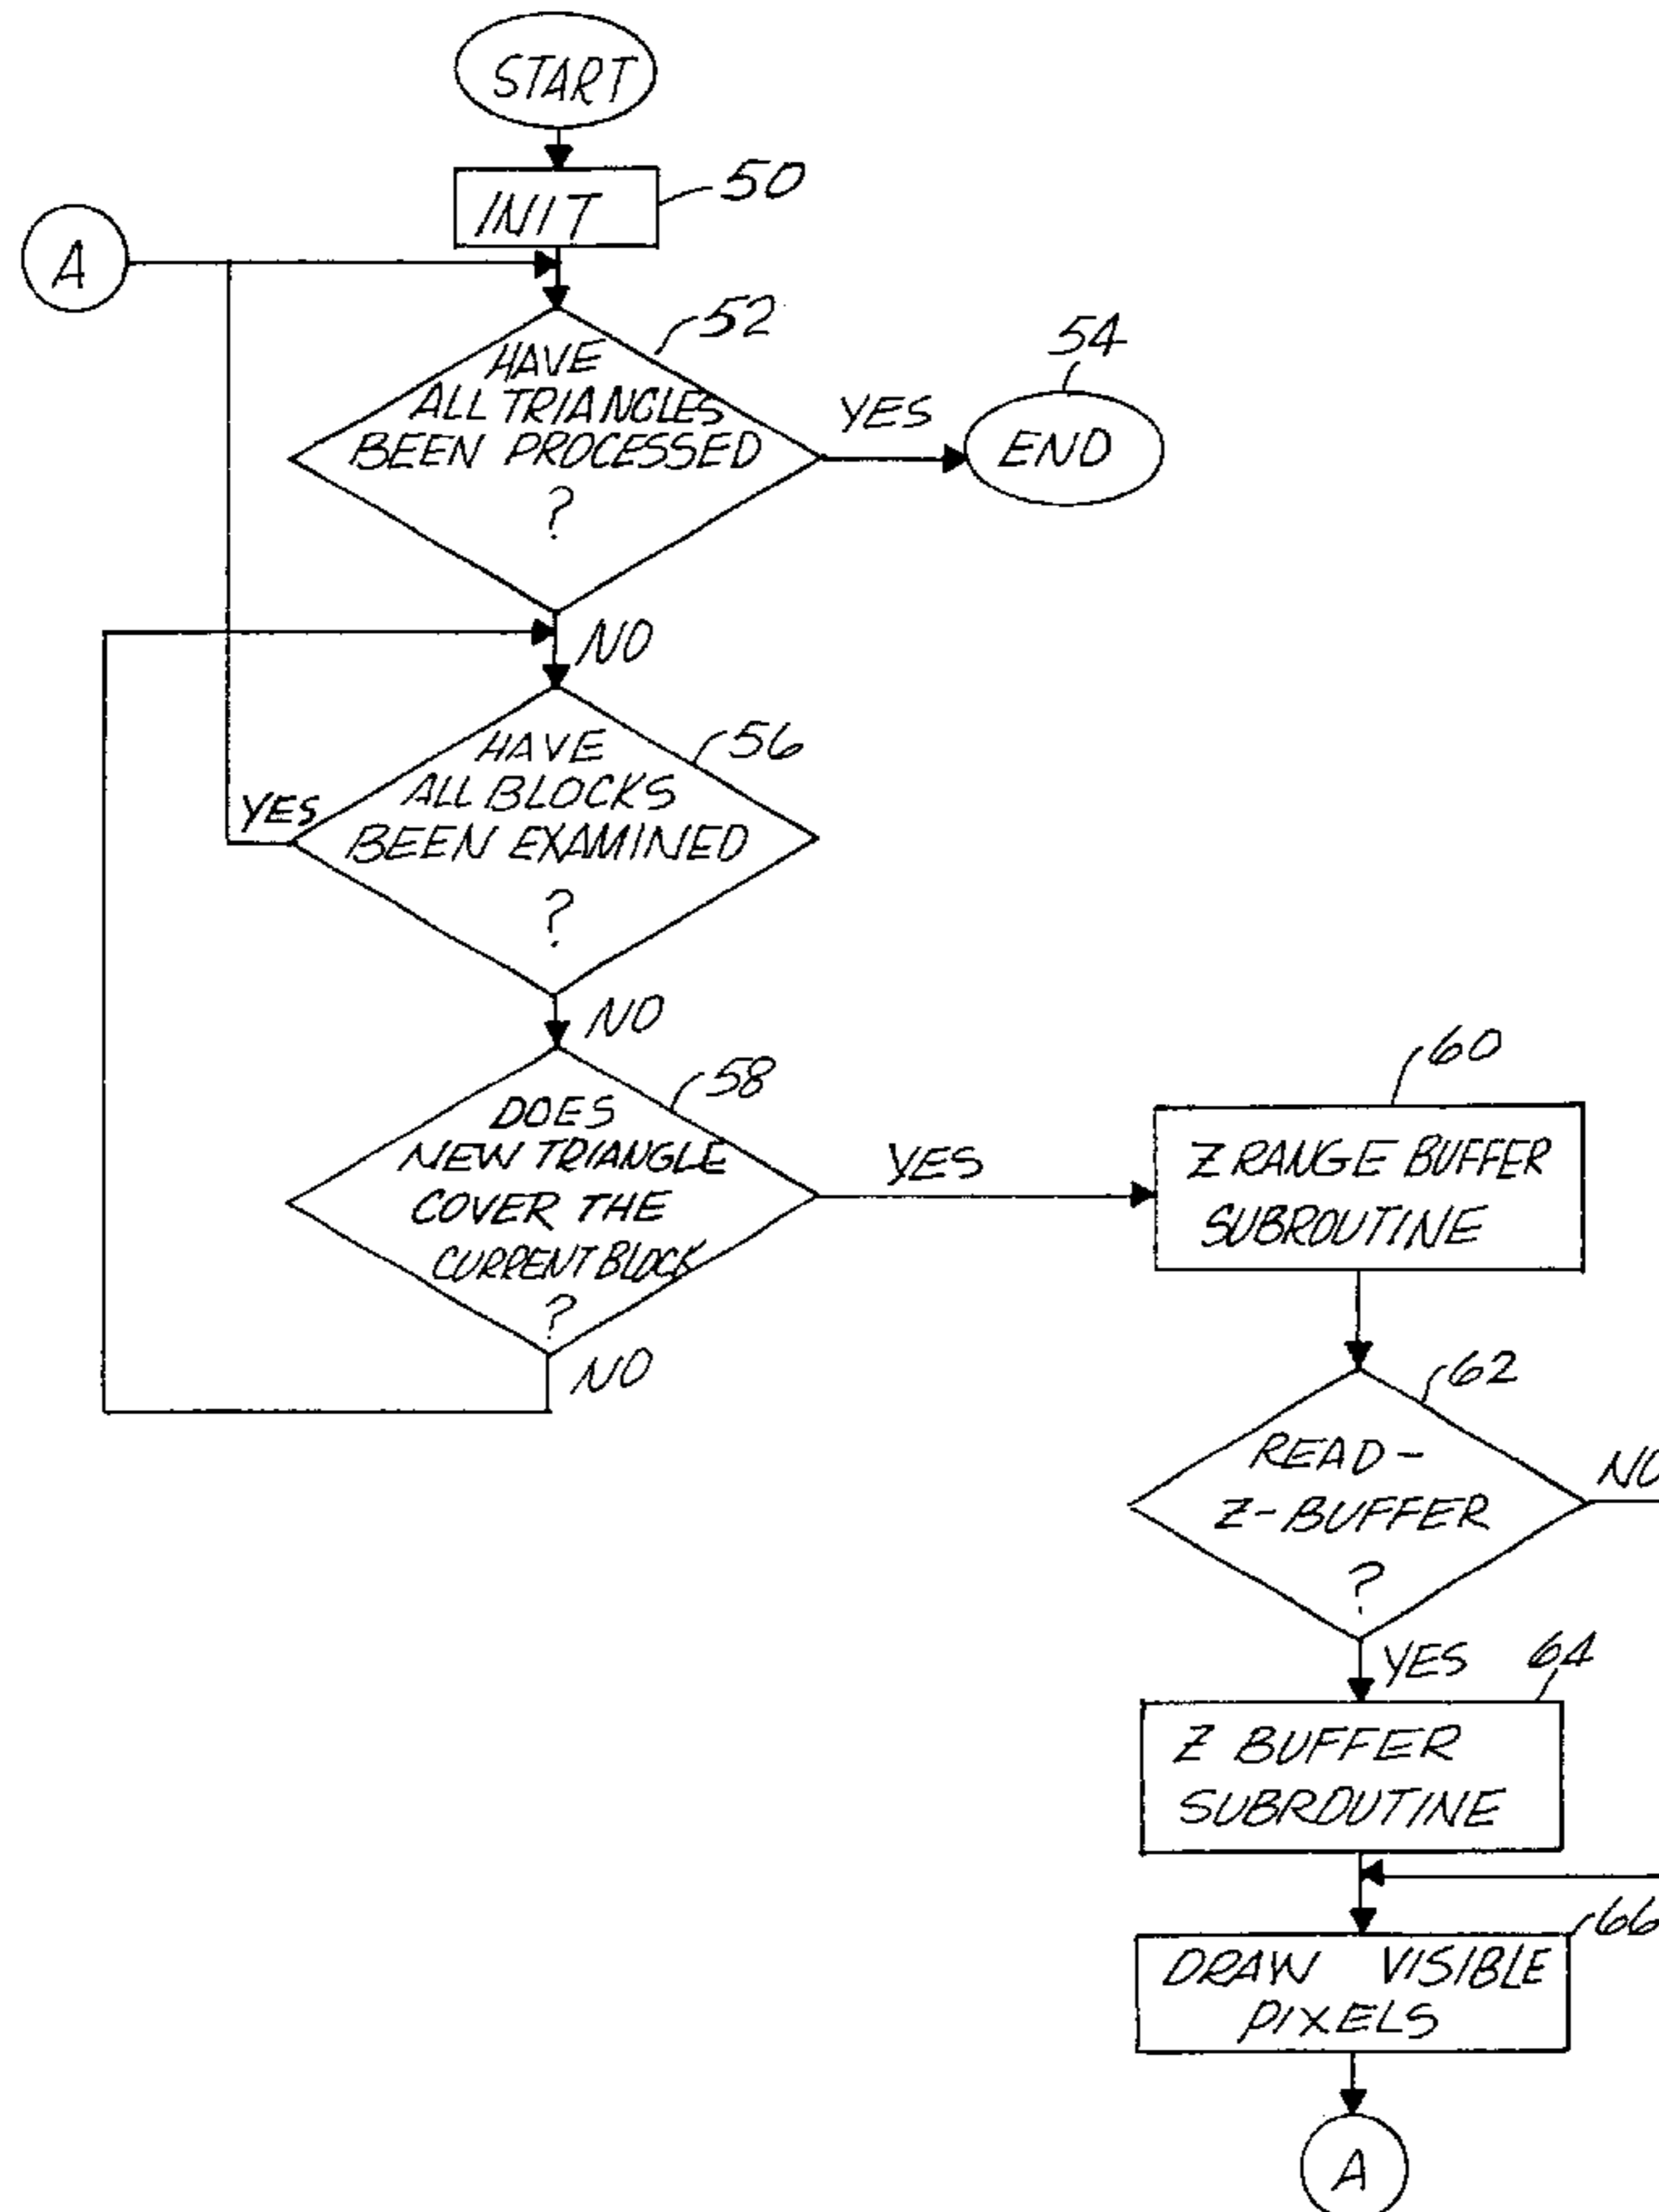 START
INIT
50
A
52
HAVE
ALL TRIANGLES
BEEN PROCESSED
?
YES
54
END
NO
56
HAVE
ALL BLOCKS
BEEN EXAMINED
?
YES
NO
58
DOES
NEW TRIANGLE
COVER THE
CURRENT BLOCK
?
YES
NO
60
Z RANGE BUFFER
SUBROUTINE
62
READ-
Z-BUFFER
?
NO
YES
64
Z BUFFER
SUBROUTINE
66
DRAW VISIBLE
PIXELS
A